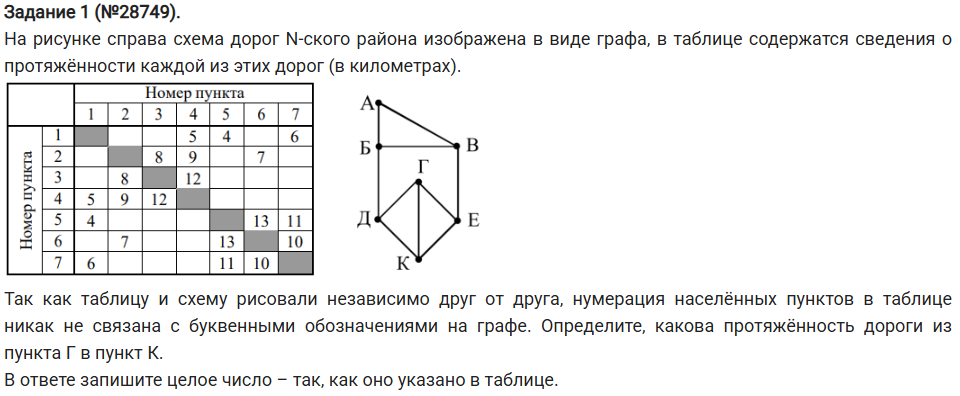 Задание 1 (№28749).
На рисунке справа схема дорог N-ского района изображена в виде графа, в таблице содержатся сведения о
протяжённости каждой из этих дорог (в километрах).
Номер пункта
1 2 3 4 5 6 7
Номер пункта
1 5 4 6
2 8 9 7
3 8 12
4 5 9 12
5 4 13 11
6 7 13 10
7 6 11 10
А
Б
В
Г
Д
Е
К
Так как таблицу и схему рисовали независимо друг от друга, нумерация населённых пунктов в таблице
никак не связана с буквенными обозначениями на графе. Определите, какова протяжённость дороги из
пункта Г в пункт К.
В ответе запишите целое число – так, как оно указано в таблице.